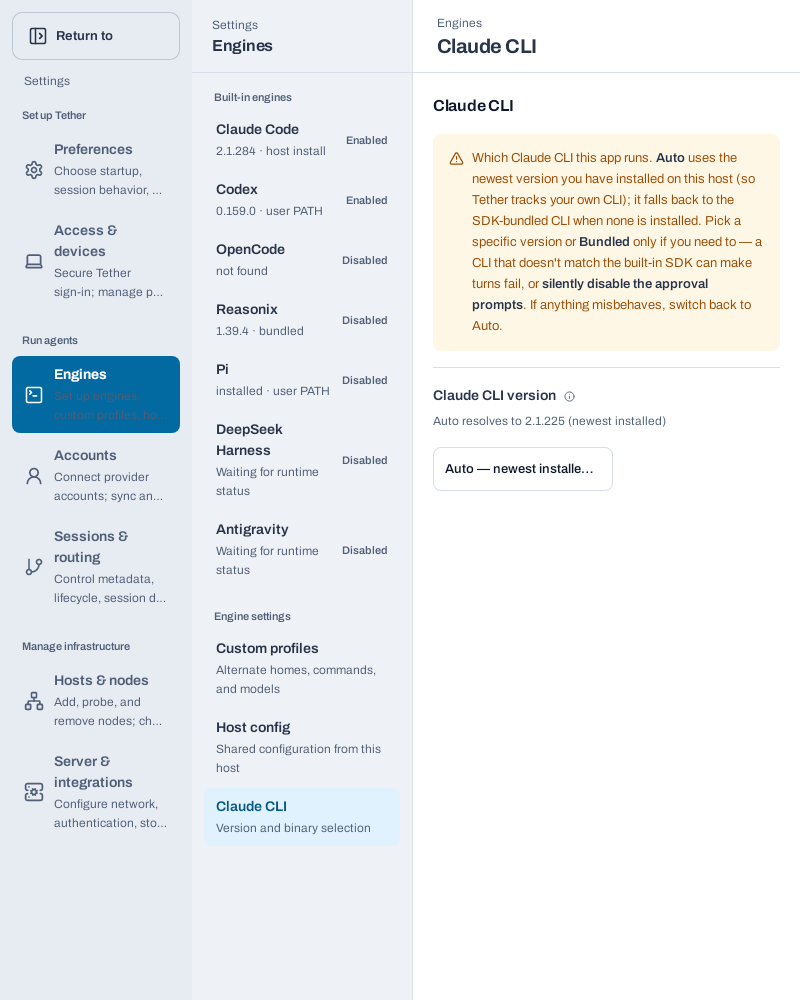 Return to
Settings
Set up Tether
Preferences
Choose startup,
session behavior, ...
Access &
devices
Secure Tether
sign-in; manage p...
Run agents
Engines
Set up engines,
custom profiles, ho...
Accounts
Connect provider
accounts; sync an...
Sessions &
routing
Control metadata,
lifecycle, session d...
Manage infrastructure
Hosts & nodes
Add, probe, and
remove nodes; ch...
Server &
integrations
Configure network,
authentication, sto...
Settings
Engines
Built-in engines
Claude Code
2.1.284 · host install
Enabled
Codex
0.159.0 · user PATH
Enabled
OpenCode
not found
Disabled
Reasonix
1.39.4 · bundled
Disabled
Pi
installed · user PATH
Disabled
DeepSeek
Harness
Waiting for runtime
status
Disabled
Antigravity
Waiting for runtime
status
Disabled
Engine settings
Custom profiles
Alternate homes, commands,
and models
Host config
Shared configuration from this
host
Claude CLI
Version and binary selection
Engines
Claude CLI
Claude CLI
Which Claude CLI this app runs. Auto uses the
newest version you have installed on this host (so
Tether tracks your own CLI); it falls back to the
SDK-bundled CLI when none is installed. Pick a
specific version or Bundled only if you need to — a
CLI that doesn't match the built-in SDK can make
turns fail, or silently disable the approval
prompts. If anything misbehaves, switch back to
Auto.
Claude CLI version
Auto resolves to 2.1.225 (newest installed)
Auto — newest installe...